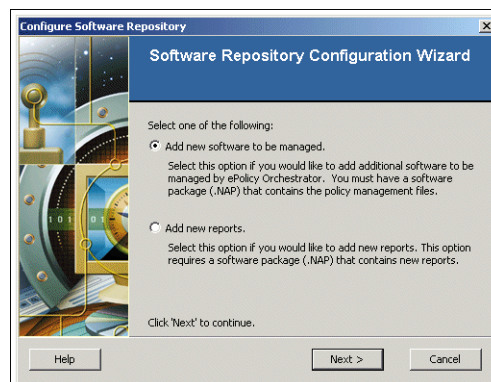 Configure Software Repository
Software Repository Configuration Wizard
Select one of the following:
Add new software to be managed.
Select this option if you would like to add additional software to be
managed by ePolicy Orchestrator. You must have a software
package (.NAP) that contains the policy management files.
Add new reports.
Select this option if you would like to add new reports. This option
requires a software package (.NAP) that contains new reports.
Click 'Next' to continue.
Help
Next >
Cancel
101 01